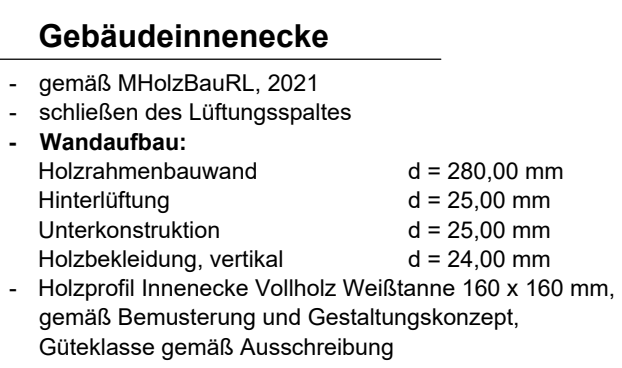 Gebäudeinnenecke
- gemäß MHolzBauRL, 2021
- schließen des Lüftungsspaltes
- Wandaufbau:
Holzrahmenbauwand d = 280,00 mm
Hinterlüftung d = 25,00 mm
Unterkonstruktion d = 25,00 mm
Holzbekleidung, vertikal d = 24,00 mm
- Holzprofil Innenecke Vollholz Weißtanne 160 x 160 mm,
gemäß Bemusterung und Gestaltungskonzept,
Güteklasse gemäß Ausschreibung